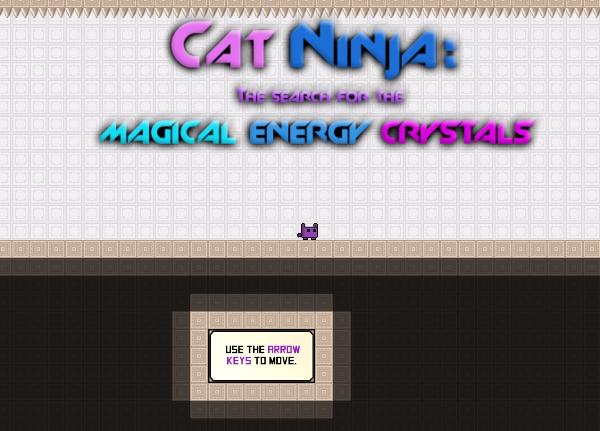 Cat Ninja:
The search for the
Magical Energy Crystals
USE THE ARROW
KEYS TO MOVE.